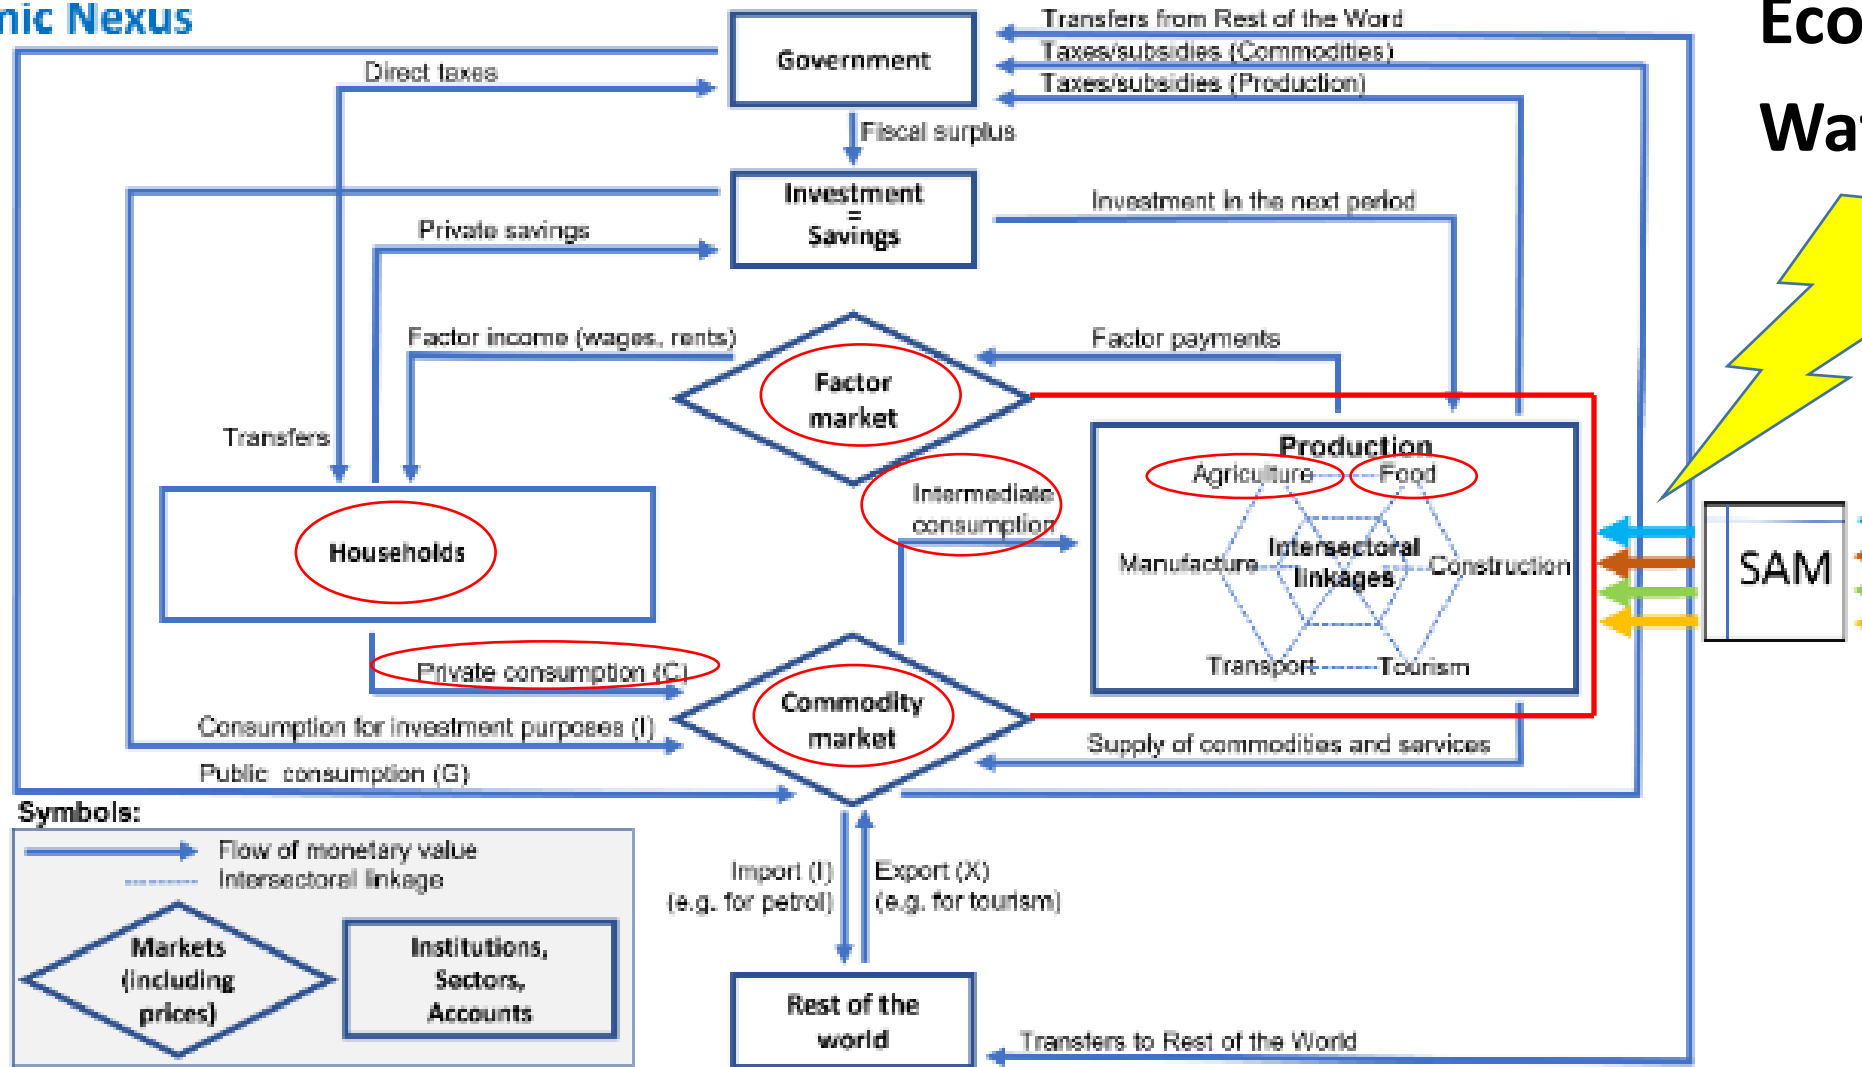 nic Nexus
Eco
Wat
Government
Transfers from Rest of the Word
Taxes/subsidies (Commodities)
Taxes/subsidies (Production)
Direct taxes
Fiscal surplus
Investment
=
Savings
Investment in the next period
Private savings
Factor income (wages, rents)
Factor payments
Factor
market
Transfers
Production
Agriculture
Food
Intermediate
consumption
Households
Intersectoral
linkages
Manufacture
Construction
SAM
Transport
Tourism
Private consumption (C)
Commodity
market
Consumption for investment purposes (I)
Supply of commodities and services
Public consumption (G)
Symbols:
Flow of monetary value
Intersectoral linkage
Markets
(including
prices)
Institutions,
Sectors,
Accounts
Import (I)
(e.g. for petrol)
Export (X)
(e.g. for tourism)
Rest of the
world
Transfers to Rest of the World